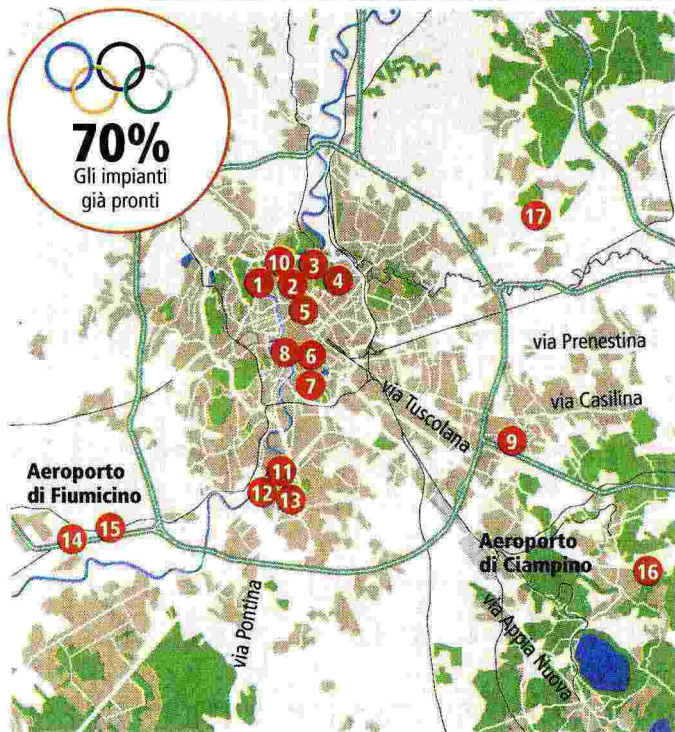 70%
Gli impianti
già pronti
17
10
3
1
2
4
5
via Prenestina
8
6
7
via Casilina
via Tuscolana
9
11
Aeroporto
di Fiumicino
12
13
15
14
Aeroporto
di Ciampino
16
via Pontina
via Appia Nuova